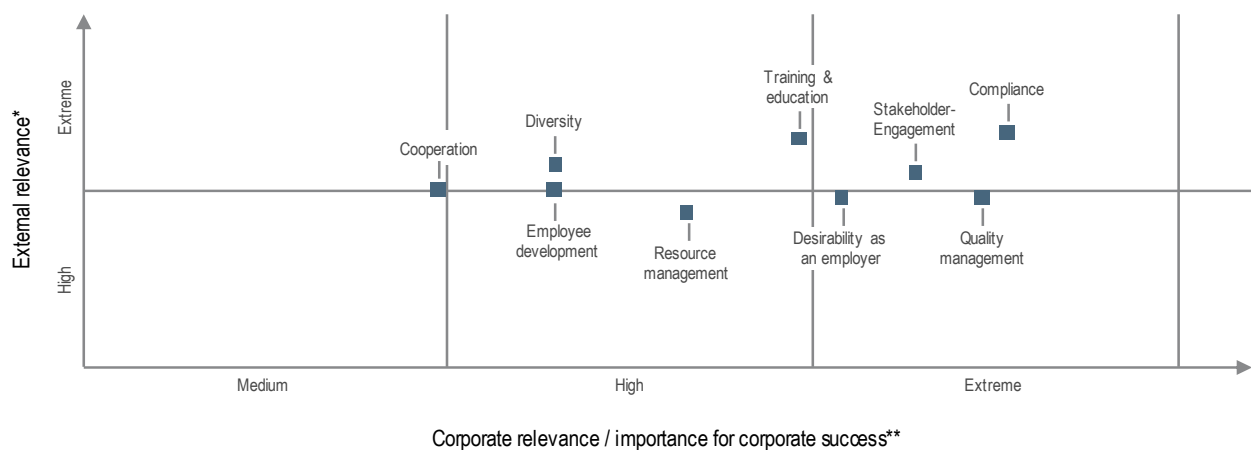 External relevance*
Extreme
High
Cooperation
Diversity
Employee
development
Resource
management
Training &
education
Desirability as
an employer
Stakeholder-
Engagement
Compliance
Quality
management
Medium
High
Extreme
Corporate relevance / importance for corporate success**